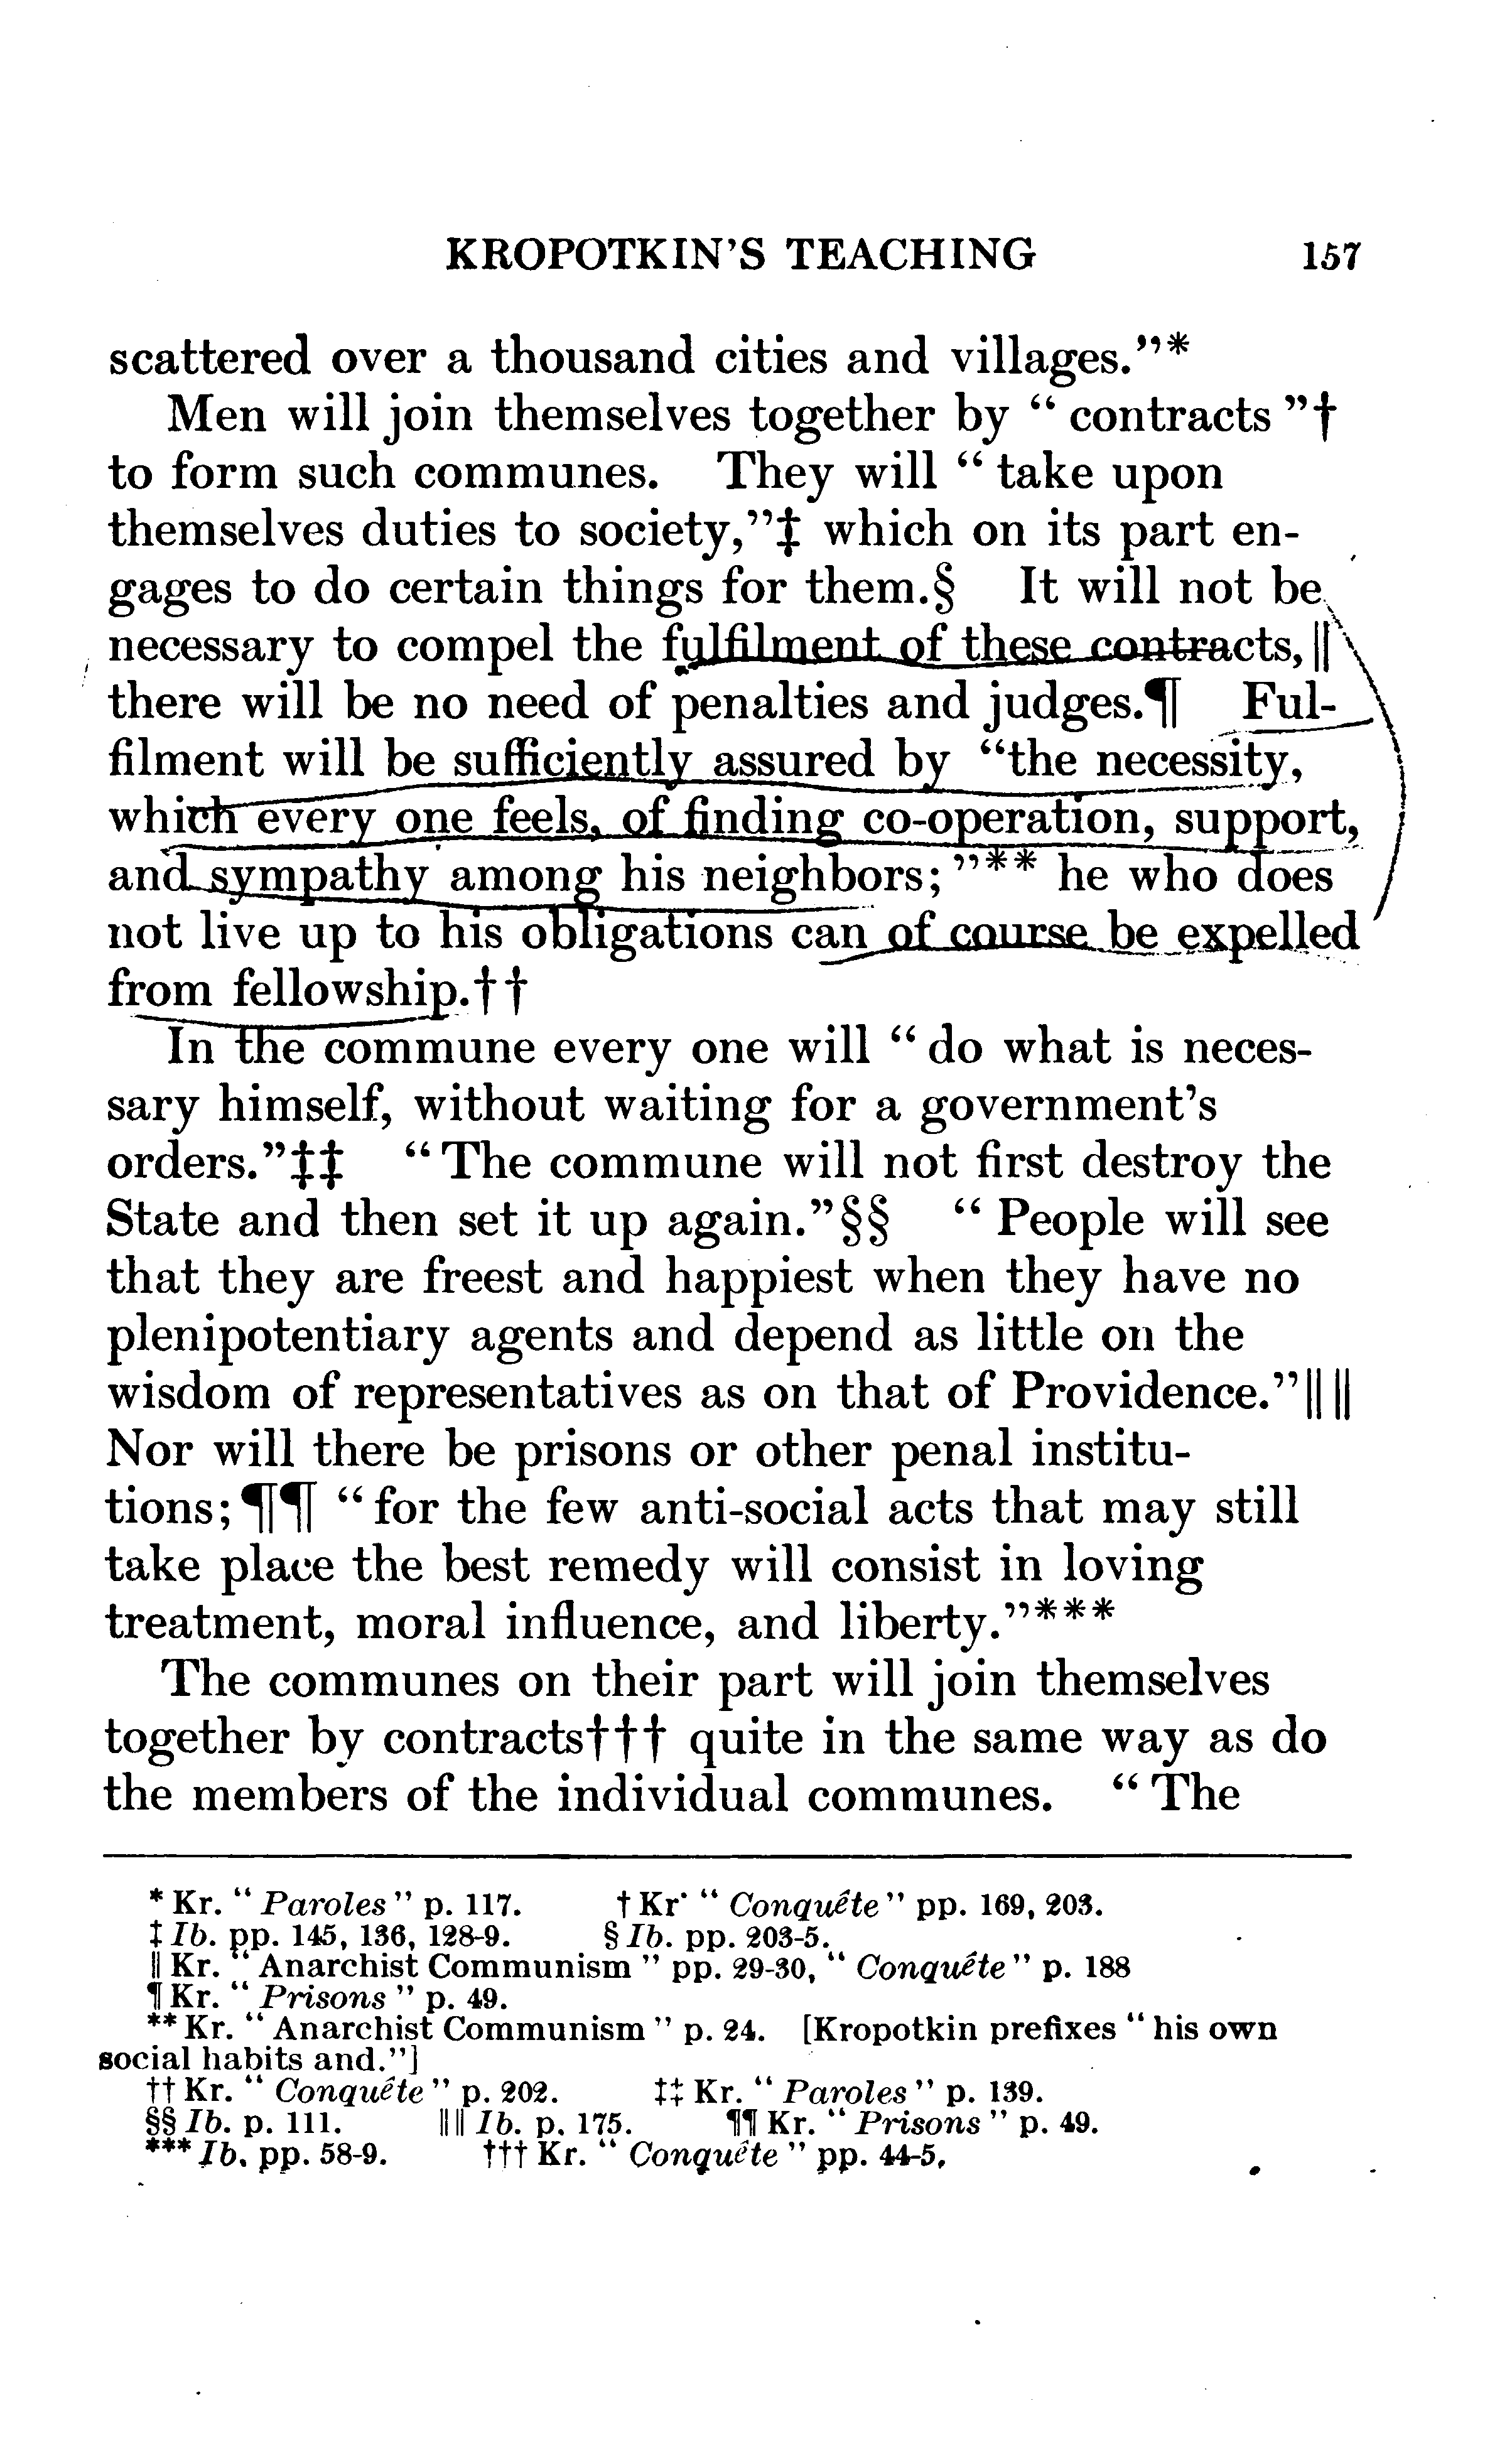 KROPOTKIN'S TEACHING 157
scattered over a thousand cities and villages."*
Men will join themselves together by "contracts"†
to form such communes. They will "take upon
themselves duties to society,"‡ which on its part en-
gages to do certain things for them.§ It will not be
necessary to compel the fulfilment of these contracts,‖
there will be no need of penalties and judges.¶ Ful-
filment will be sufficiently assured by "the necessity,
which every one feels, of finding co-operation, support,
and sympathy among his neighbors;"** he who does
not live up to his obligations can of course be expelled
from fellowship.††
In the commune every one will "do what is neces-
sary himself, without waiting for a government's
orders."‡‡ "The commune will not first destroy the
State and then set it up again."§§ "People will see
that they are freest and happiest when they have no
plenipotentiary agents and depend as little on the
wisdom of representatives as on that of Providence."‖‖
Nor will there be prisons or other penal institu-
tions;¶¶ "for the few anti-social acts that may still
take place the best remedy will consist in loving
treatment, moral influence, and liberty."***
The communes on their part will join themselves
together by contracts††† quite in the same way as do
the members of the individual communes. "The
* Kr. "Paroles" p. 117. † Kr· "Conquête" pp. 169, 203.
‡ Ib. pp. 145, 136, 128-9. § Ib. pp. 203-5.
‖ Kr. "Anarchist Communism" pp. 29-30, "Conquête" p. 188
¶ Kr. "Prisons" p. 49.
** Kr. "Anarchist Communism" p. 24. [Kropotkin prefixes "his own
social habits and."]
†† Kr. "Conquête" p. 202. ‡‡ Kr. "Paroles" p. 139.
§§ Ib. p. 111. ‖‖ Ib. p. 175. ¶¶ Kr. "Prisons" p. 49.
*** Ib. pp. 58-9. ††† Kr. "Conquête" pp. 44-5.